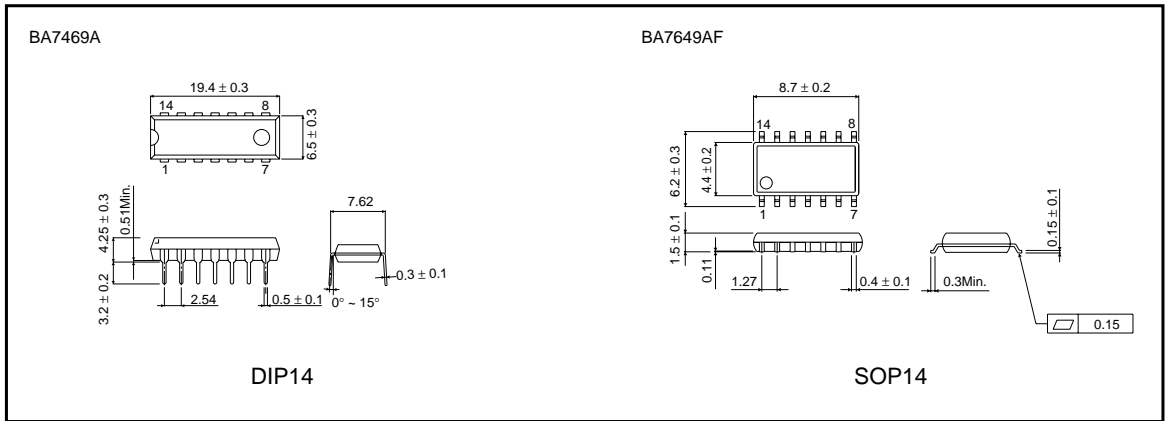 BA7469A
19.4 ± 0.3
14
8
6.5 ± 0.3
1
7
4.25 ± 0.3
0.51Min.
3.2 ± 0.2
2.54
0.5 ± 0.1
7.62
0.3 ± 0.1
0° ~ 15°
DIP14
BA7649AF
8.7 ± 0.2
14
8
6.2 ± 0.3
4.4 ± 0.2
1
7
1.5 ± 0.1
0.11
1.27
0.4 ± 0.1
0.15 ± 0.1
0.3Min.
0.15
SOP14